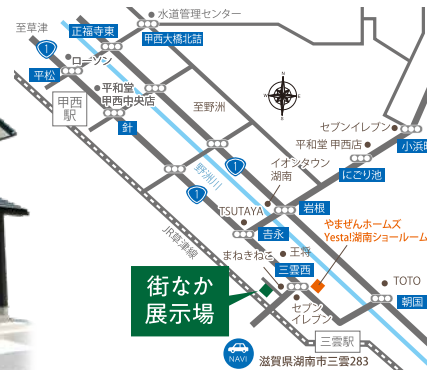 水道管理センター
至草津
正福寺東
1
甲西大橋北詰
ローソン
平松
平和堂
甲西中央店
甲西
駅
至野洲
針
セブンイレブン
平和堂 甲西店
小浜
にごり池
野洲川
1
イオンタウン
湖南
1
TSUTAYA
岩根
吉永
やまぜんホームズ
Yesta!湖南ショールーム
JR草津線
まねきねこ
王将
三雲西
TOTO
街なか
展示場
セブン
イレブン
朝国
三雲駅
NAVI
滋賀県湖南市三雲283